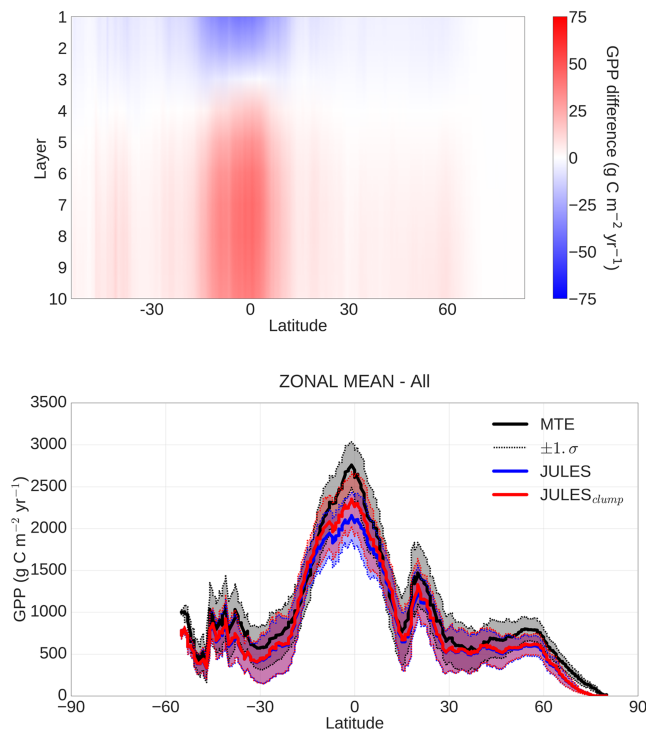 1
2
3
4
5
6
7
8
9
10
Layer
-30 0 30 60
Latitude
75
50
25
0
−25
−50
−75
GPP difference (g C m−2 yr−1)
ZONAL MEAN - All
3500
3000
2500
2000
1500
1000
500
0
GPP (g C m−2 yr−1)
MTE
±1.σ
JULES
JULESclump
−90 −60 −30 0 30 60 90
Latitude